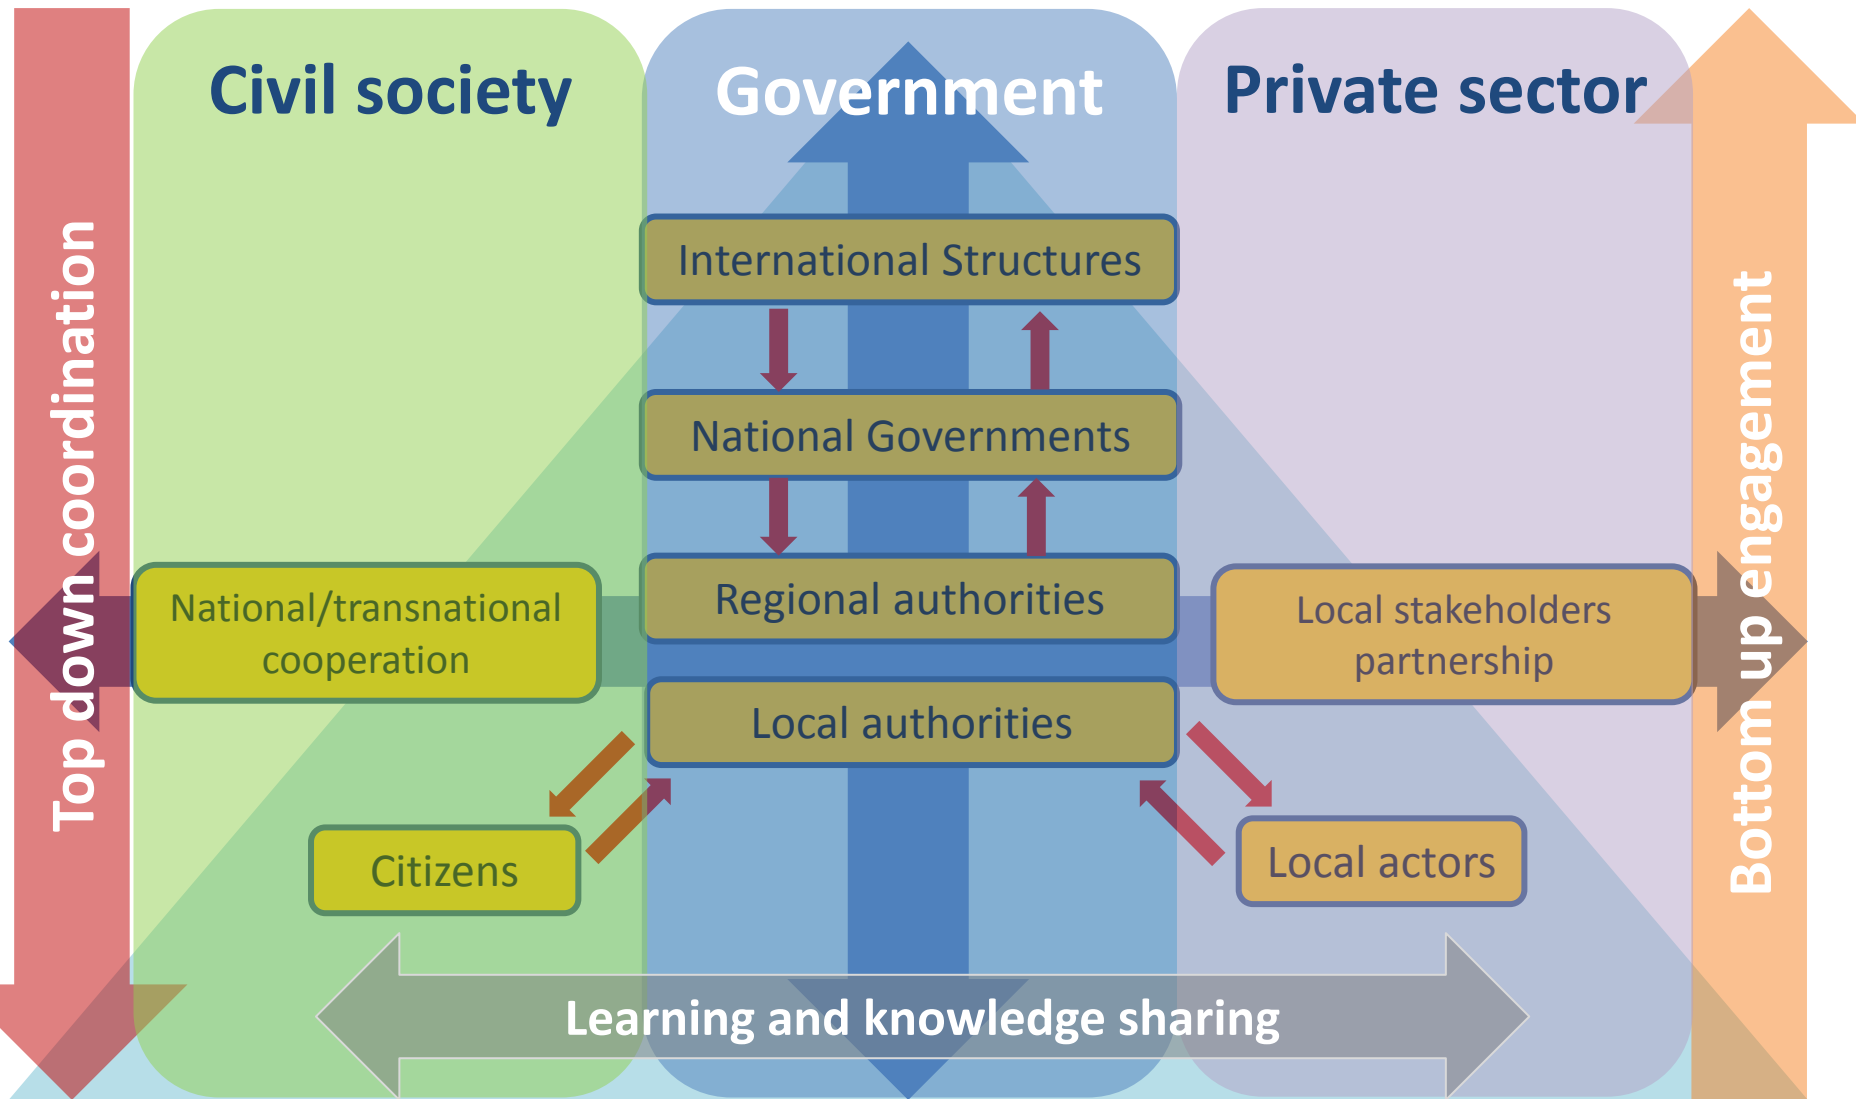 Civil society
Government
Private sector
Top down coordination
Bottom up engagement
International Structures
National Governments
Regional authorities
National/transnational
cooperation
Local stakeholders
partnership
Local authorities
Citizens
Local actors
Learning and knowledge sharing